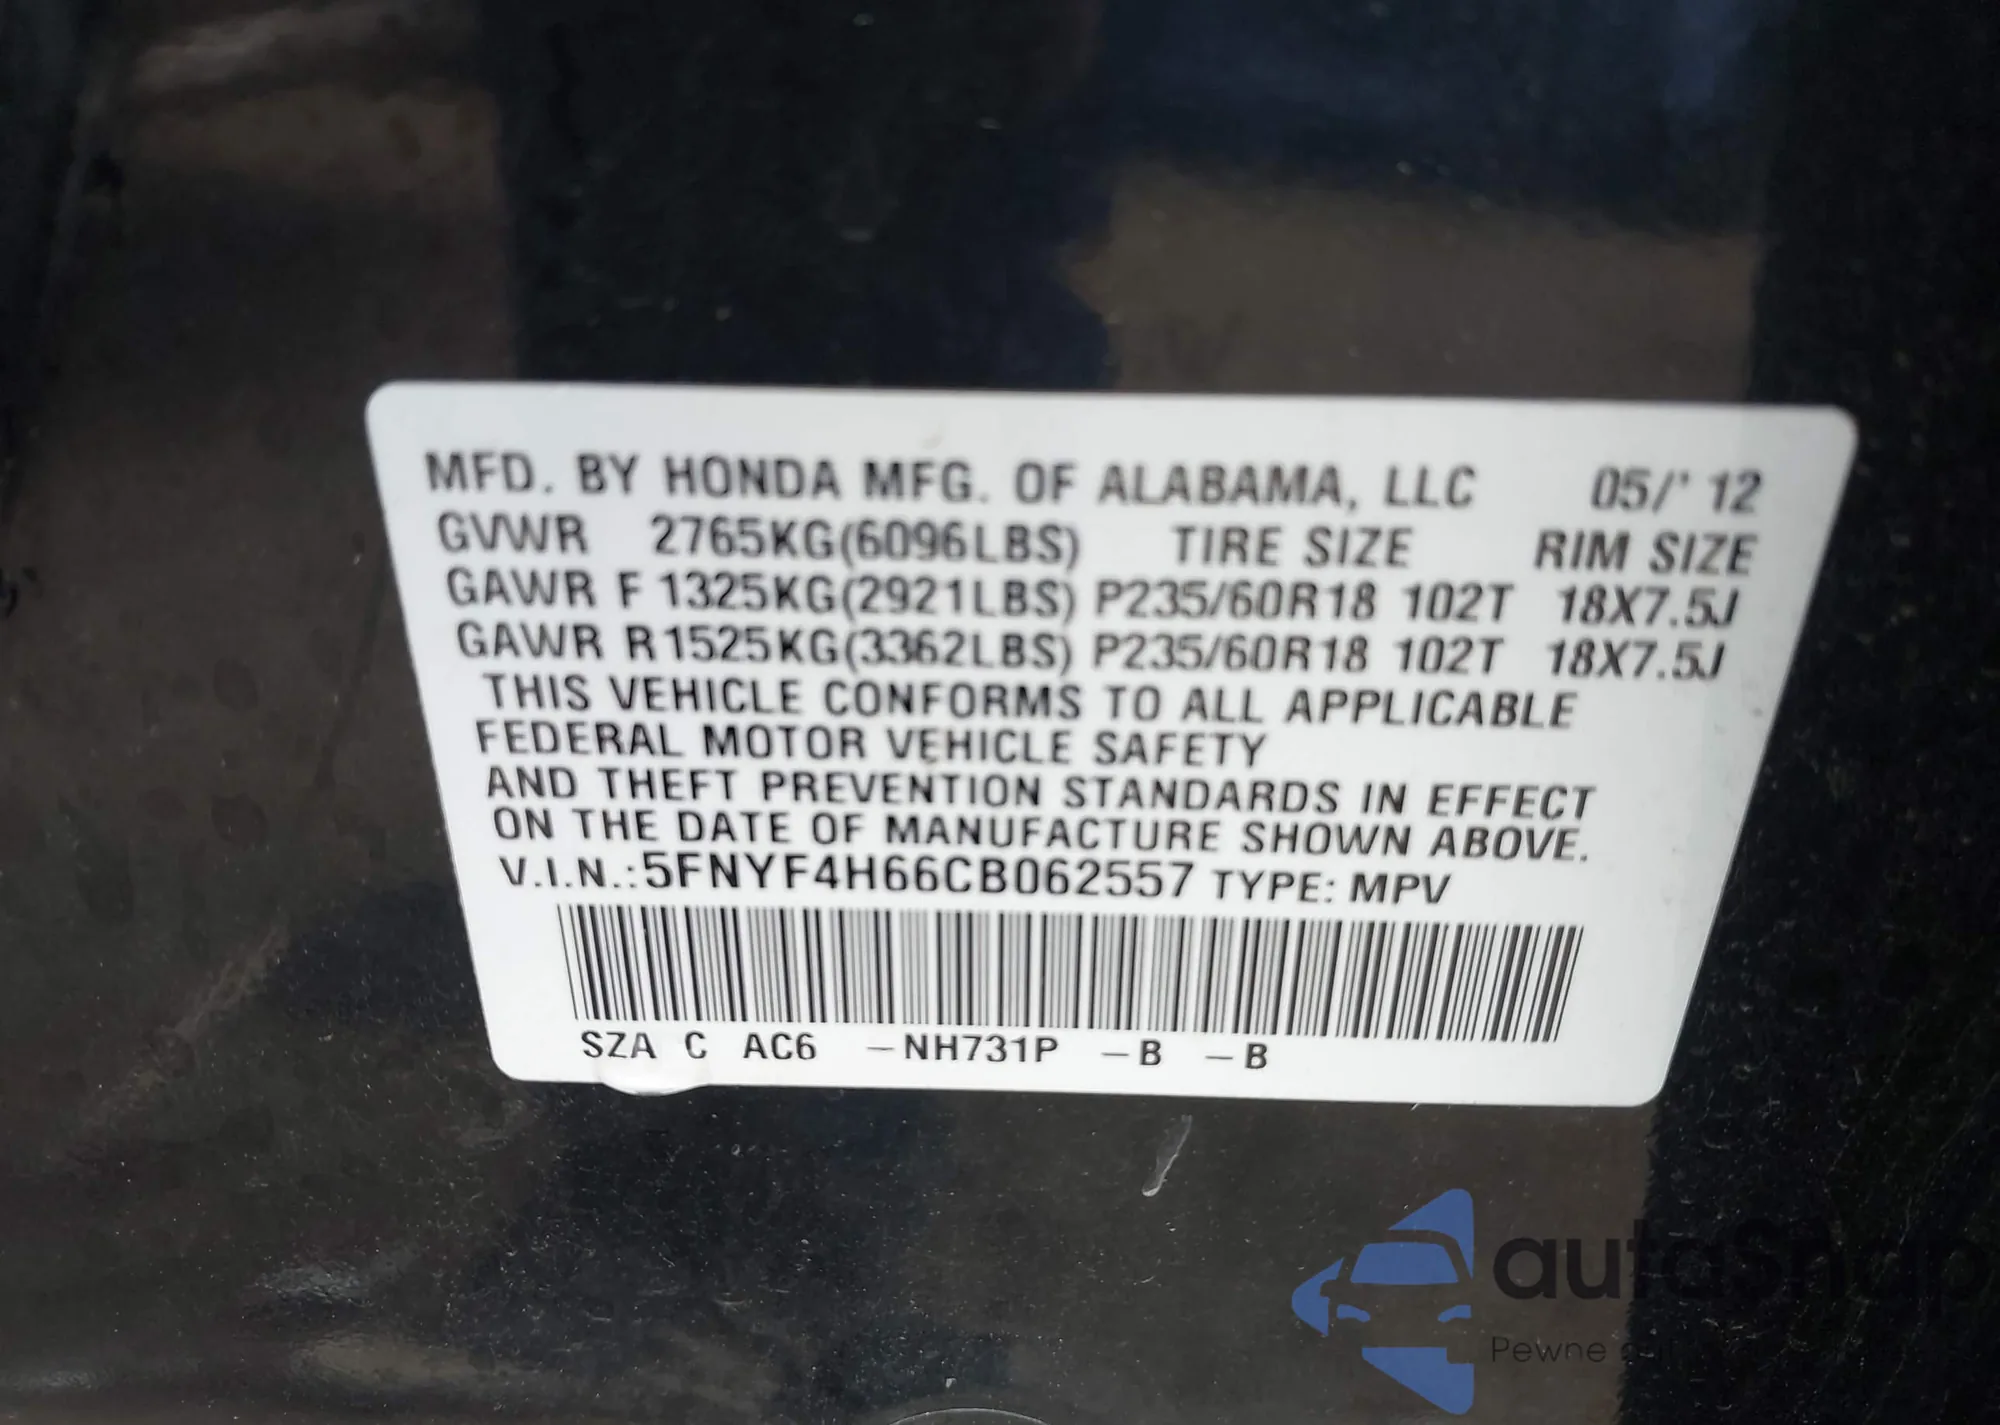 MFD. BY HONDA MFG. OF ALABAMA, LLC 05/'12
GVWR 2765KG(6096LBS) TIRE SIZE RIM SIZE
GAWR F 1325KG(2921LBS) P235/60R18 102T 18X7.5J
GAWR R 1525KG(3362LBS) P235/60R18 102T 18X7.5J
THIS VEHICLE CONFORMS TO ALL APPLICABLE
FEDERAL MOTOR VEHICLE SAFETY
AND THEFT PREVENTION STANDARDS IN EFFECT
ON THE DATE OF MANUFACTURE SHOWN ABOVE.
V.I.N.:5FNYF4H66CB062557 TYPE: MPV
SZA C AC6 –NH731P –B –B
autaSnap
Pewne